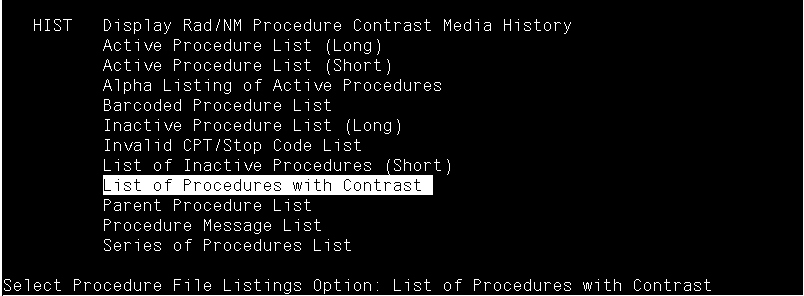 HIST Display Rad/NM Procedure Contrast Media History
Active Procedure List (Long)
Active Procedure List (Short)
Alpha Listing of Active Procedures
Barcoded Procedure List
Inactive Procedure List (Long)
Invalid CPT/Stop Code List
List of Inactive Procedures (Short)
List of Procedures with Contrast
Parent Procedure List
Procedure Message List
Series of Procedures List
Select Procedure File Listings Option: List of Procedures with Contrast